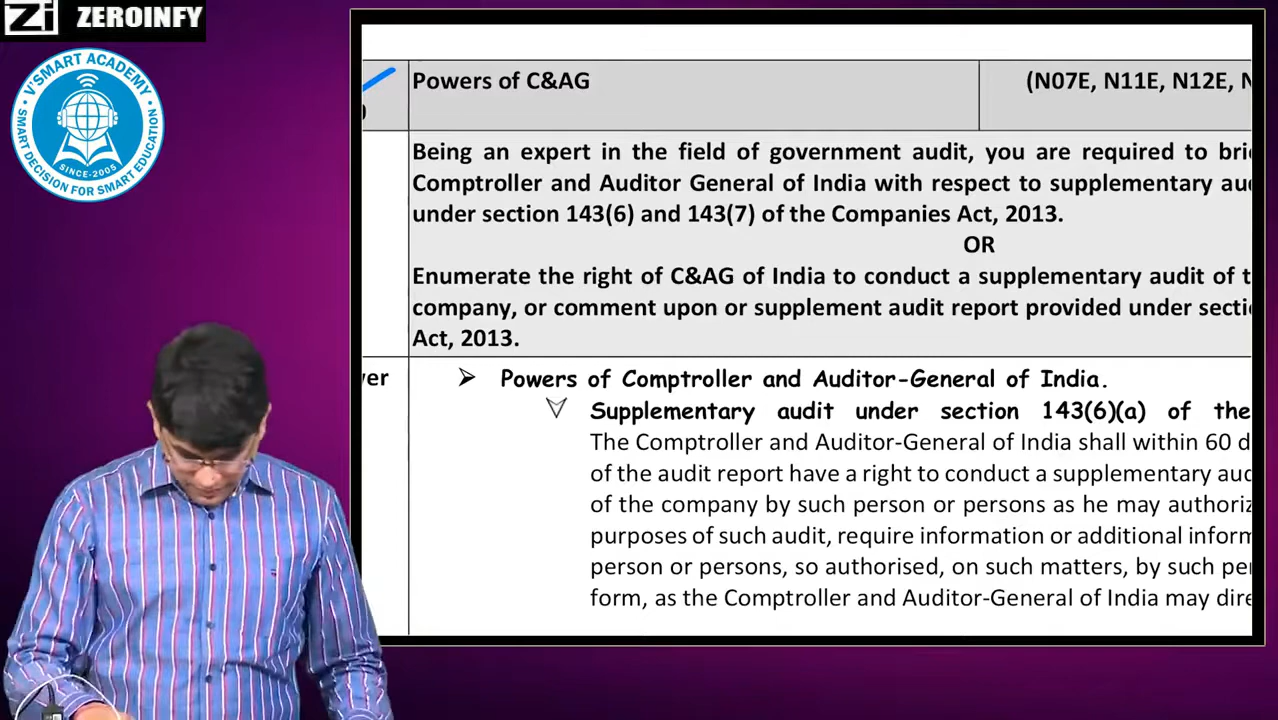 Zi ZEROINFY
V'SMART ACADEMY
SINCE-2005
SMART DECISION FOR SMART EDUCATION
Powers of C&AG (N07E, N11E, N12E, N
)
Being an expert in the field of government audit, you are required to
Comptroller and Auditor General of India with respect to supplementary
under section 143(6) and 143(7) of the Companies Act, 2013.
OR
Enumerate the right of C&AG of India to conduct a supplementary audit of
company, or comment upon or supplement audit report provided under
Act, 2013.
➢ Powers of Comptroller and Auditor-General of India.
Supplementary audit under section 143(6)(a) of the
The Comptroller and Auditor-General of India shall within 60
of the audit report have a right to conduct a supplementary
of the company by such person or persons as he may
purposes of such audit, require information or additional
person or persons, so authorised, on such matters, by such
form, as the Comptroller and Auditor-General of India may